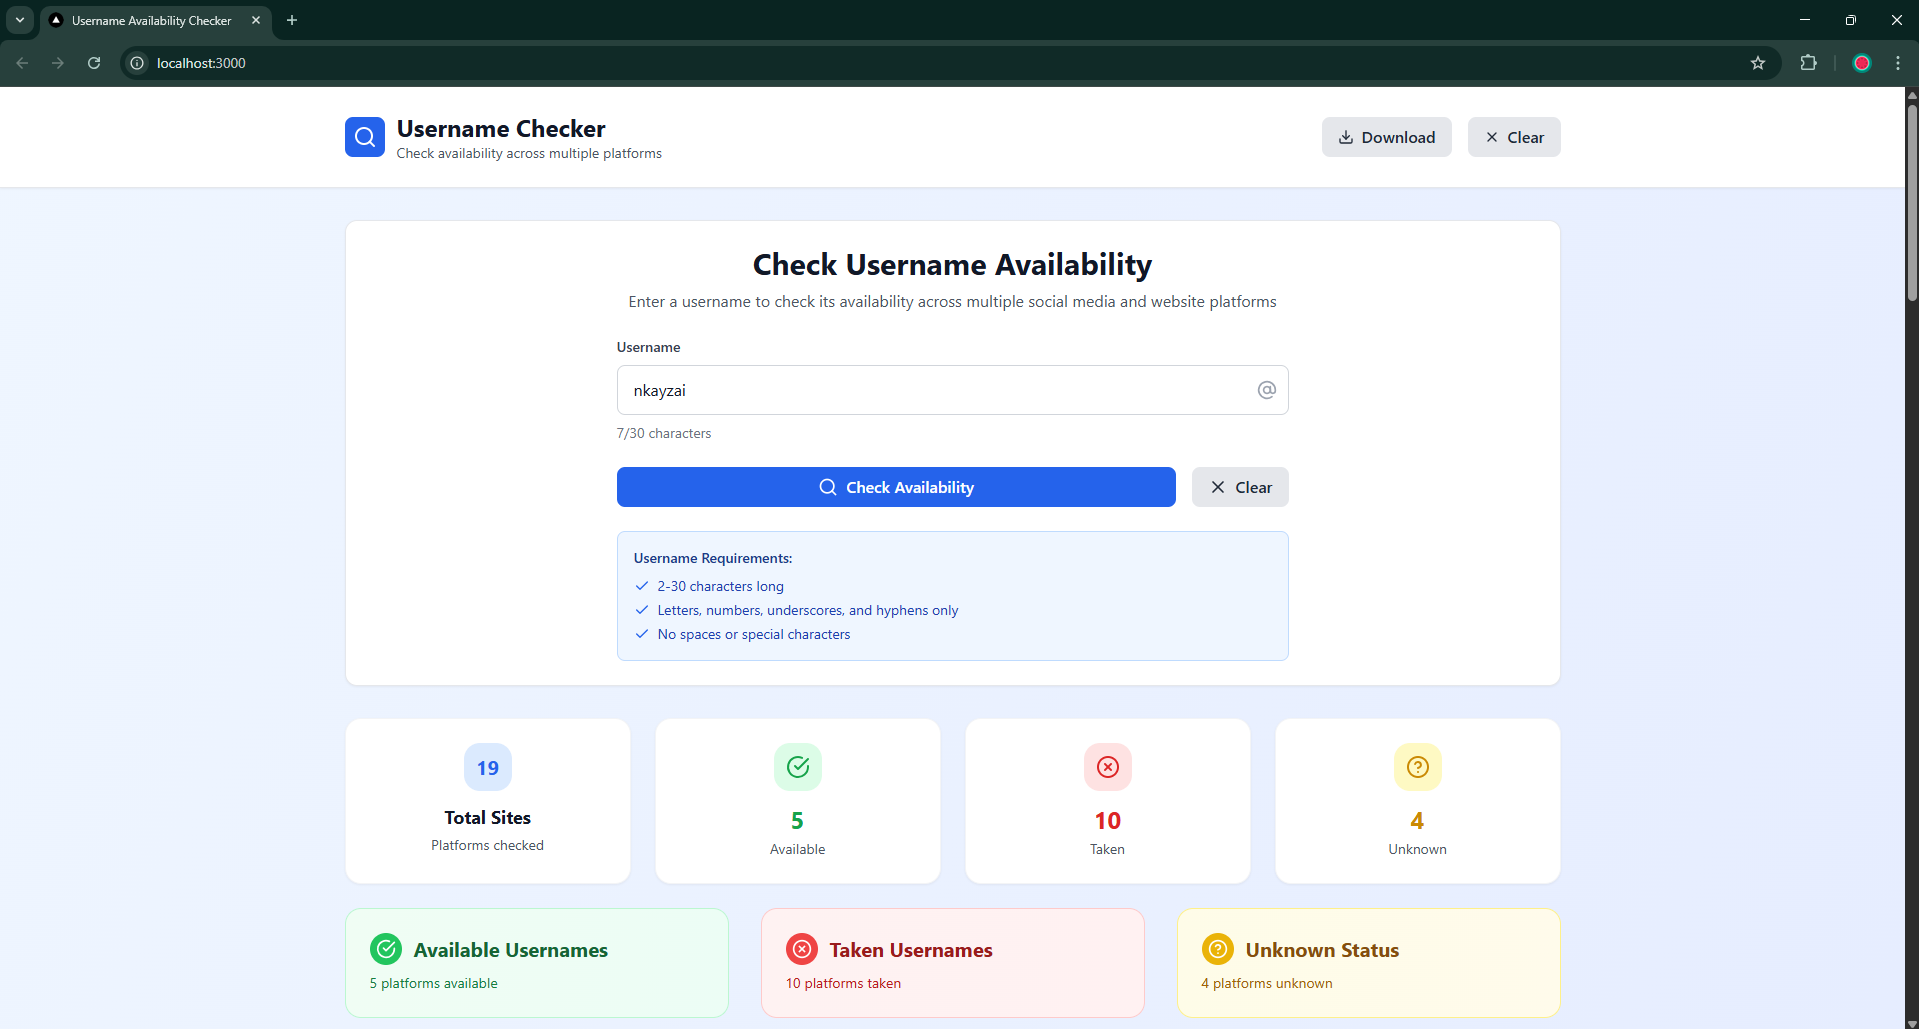 Username Availability Checker
localhost:3000
Username Checker
Check availability across multiple platforms
Download
Clear
Check Username Availability
Enter a username to check its availability across multiple social media and website platforms
Username
nkayzai
@
7/30 characters
Check Availability
Clear
Username Requirements:
2-30 characters long
Letters, numbers, underscores, and hyphens only
No spaces or special characters
19
Total Sites
Platforms checked
5
Available
10
Taken
?
4
Unknown
Available Usernames
5 platforms available
Taken Usernames
10 platforms taken
?
Unknown Status
4 platforms unknown